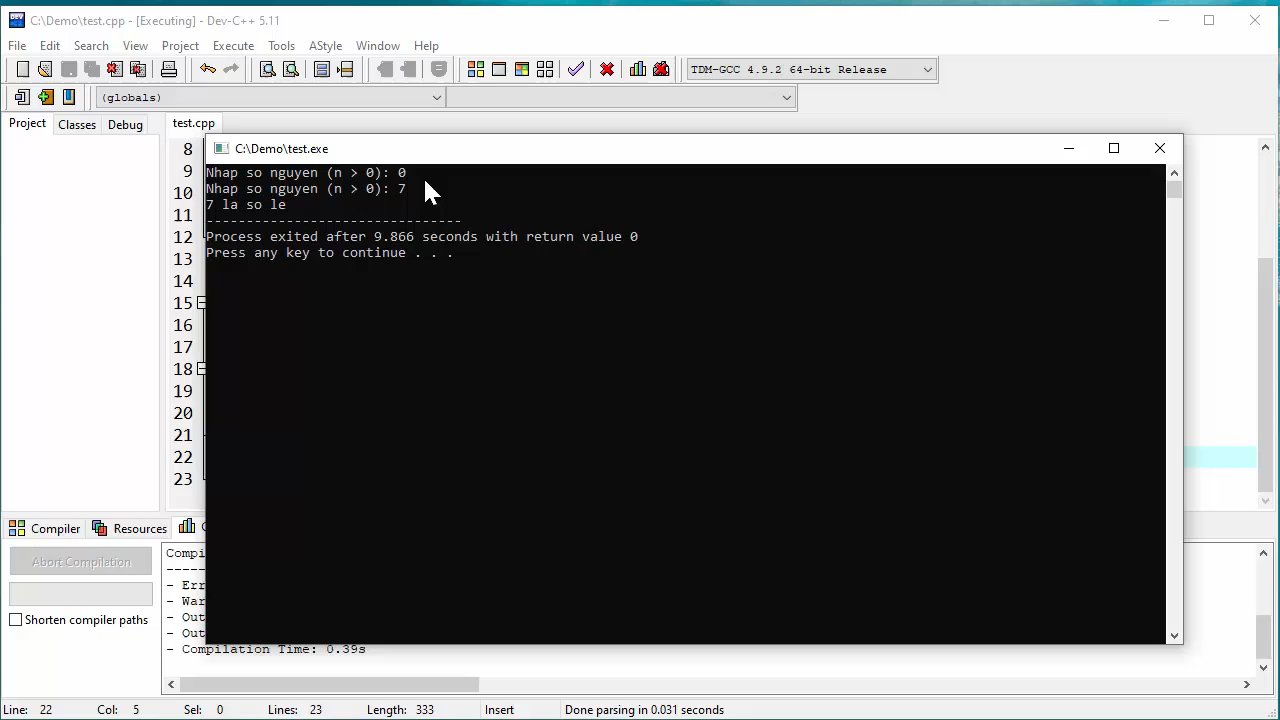 C:\Demo\test.cpp - [Executing] - Dev-C++ 5.11
File Edit Search View Project Execute Tools AStyle Window Help
TDM-GCC 4.9.2 64-bit Release
(globals)
Project Classes Debug test.cpp
C:\Demo\test.exe
8
9
10
11
12
13
14
15
16
17
18
19
20
21
22
23
Nhap so nguyen (n > 0): 0
Nhap so nguyen (n > 0): 7
7 la so le
--------------------------------
Process exited after 9.866 seconds with return value 0
Press any key to continue . . .
Compiler Resources
Abort Compilation
Shorten compiler paths
Compi
- Err
- War
- Out
- Out
- Compilation Time: 0.39s
Line: 22 Col: 5 Sel: 0 Lines: 23 Length: 333 Insert Done parsing in 0.031 seconds